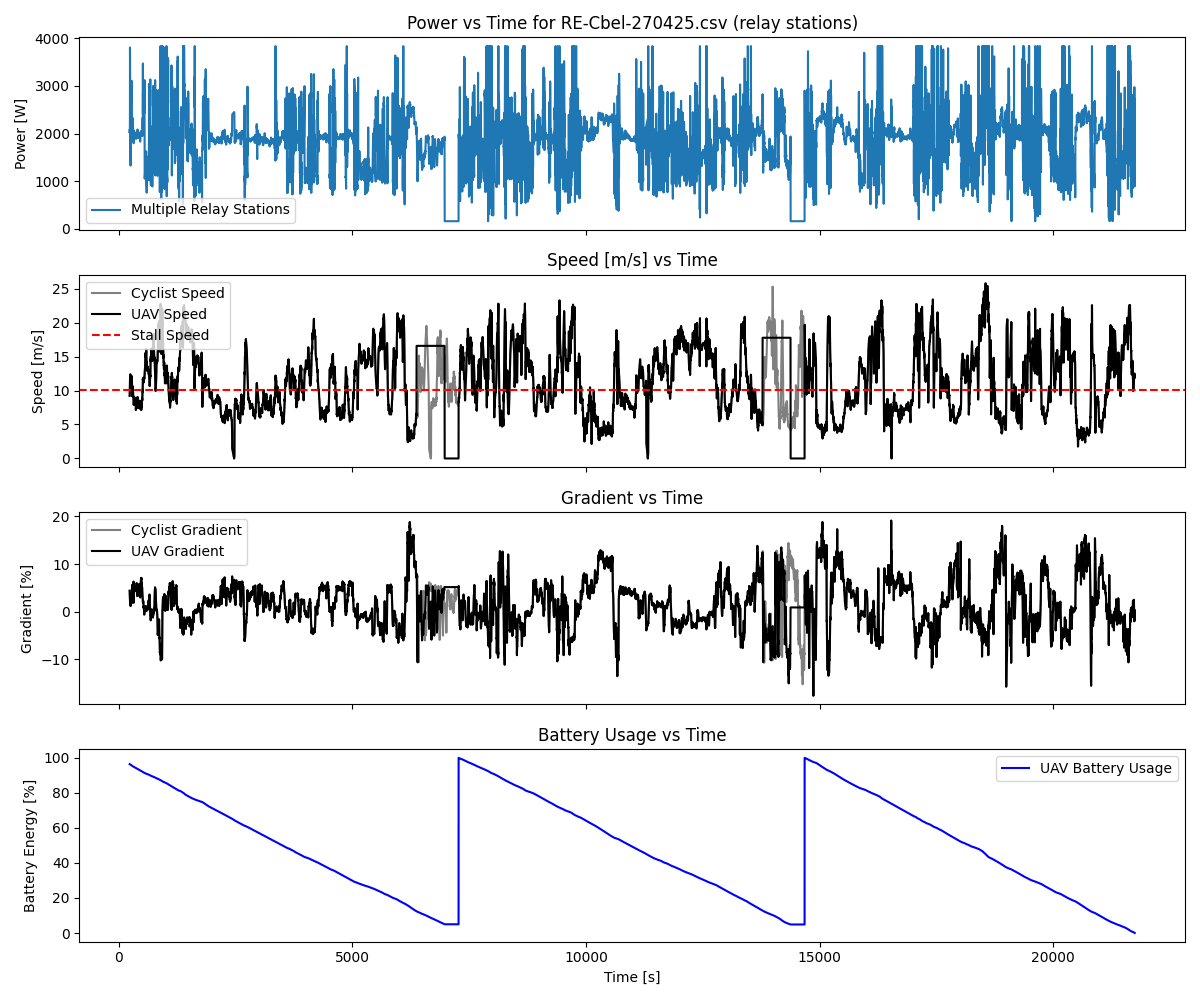 Power vs Time for RE-Cbel-270425.csv (relay stations)
4000
3000
2000
1000
0
Power [W]
Multiple Relay Stations
Speed [m/s] vs Time
25
20
15
10
5
0
Speed [m/s]
Cyclist Speed
UAV Speed
Stall Speed
Gradient vs Time
20
10
0
−10
Gradient [%]
Cyclist Gradient
UAV Gradient
Battery Usage vs Time
100
80
60
40
20
0
Battery Energy [%]
UAV Battery Usage
0 5000 10000 15000 20000
Time [s]